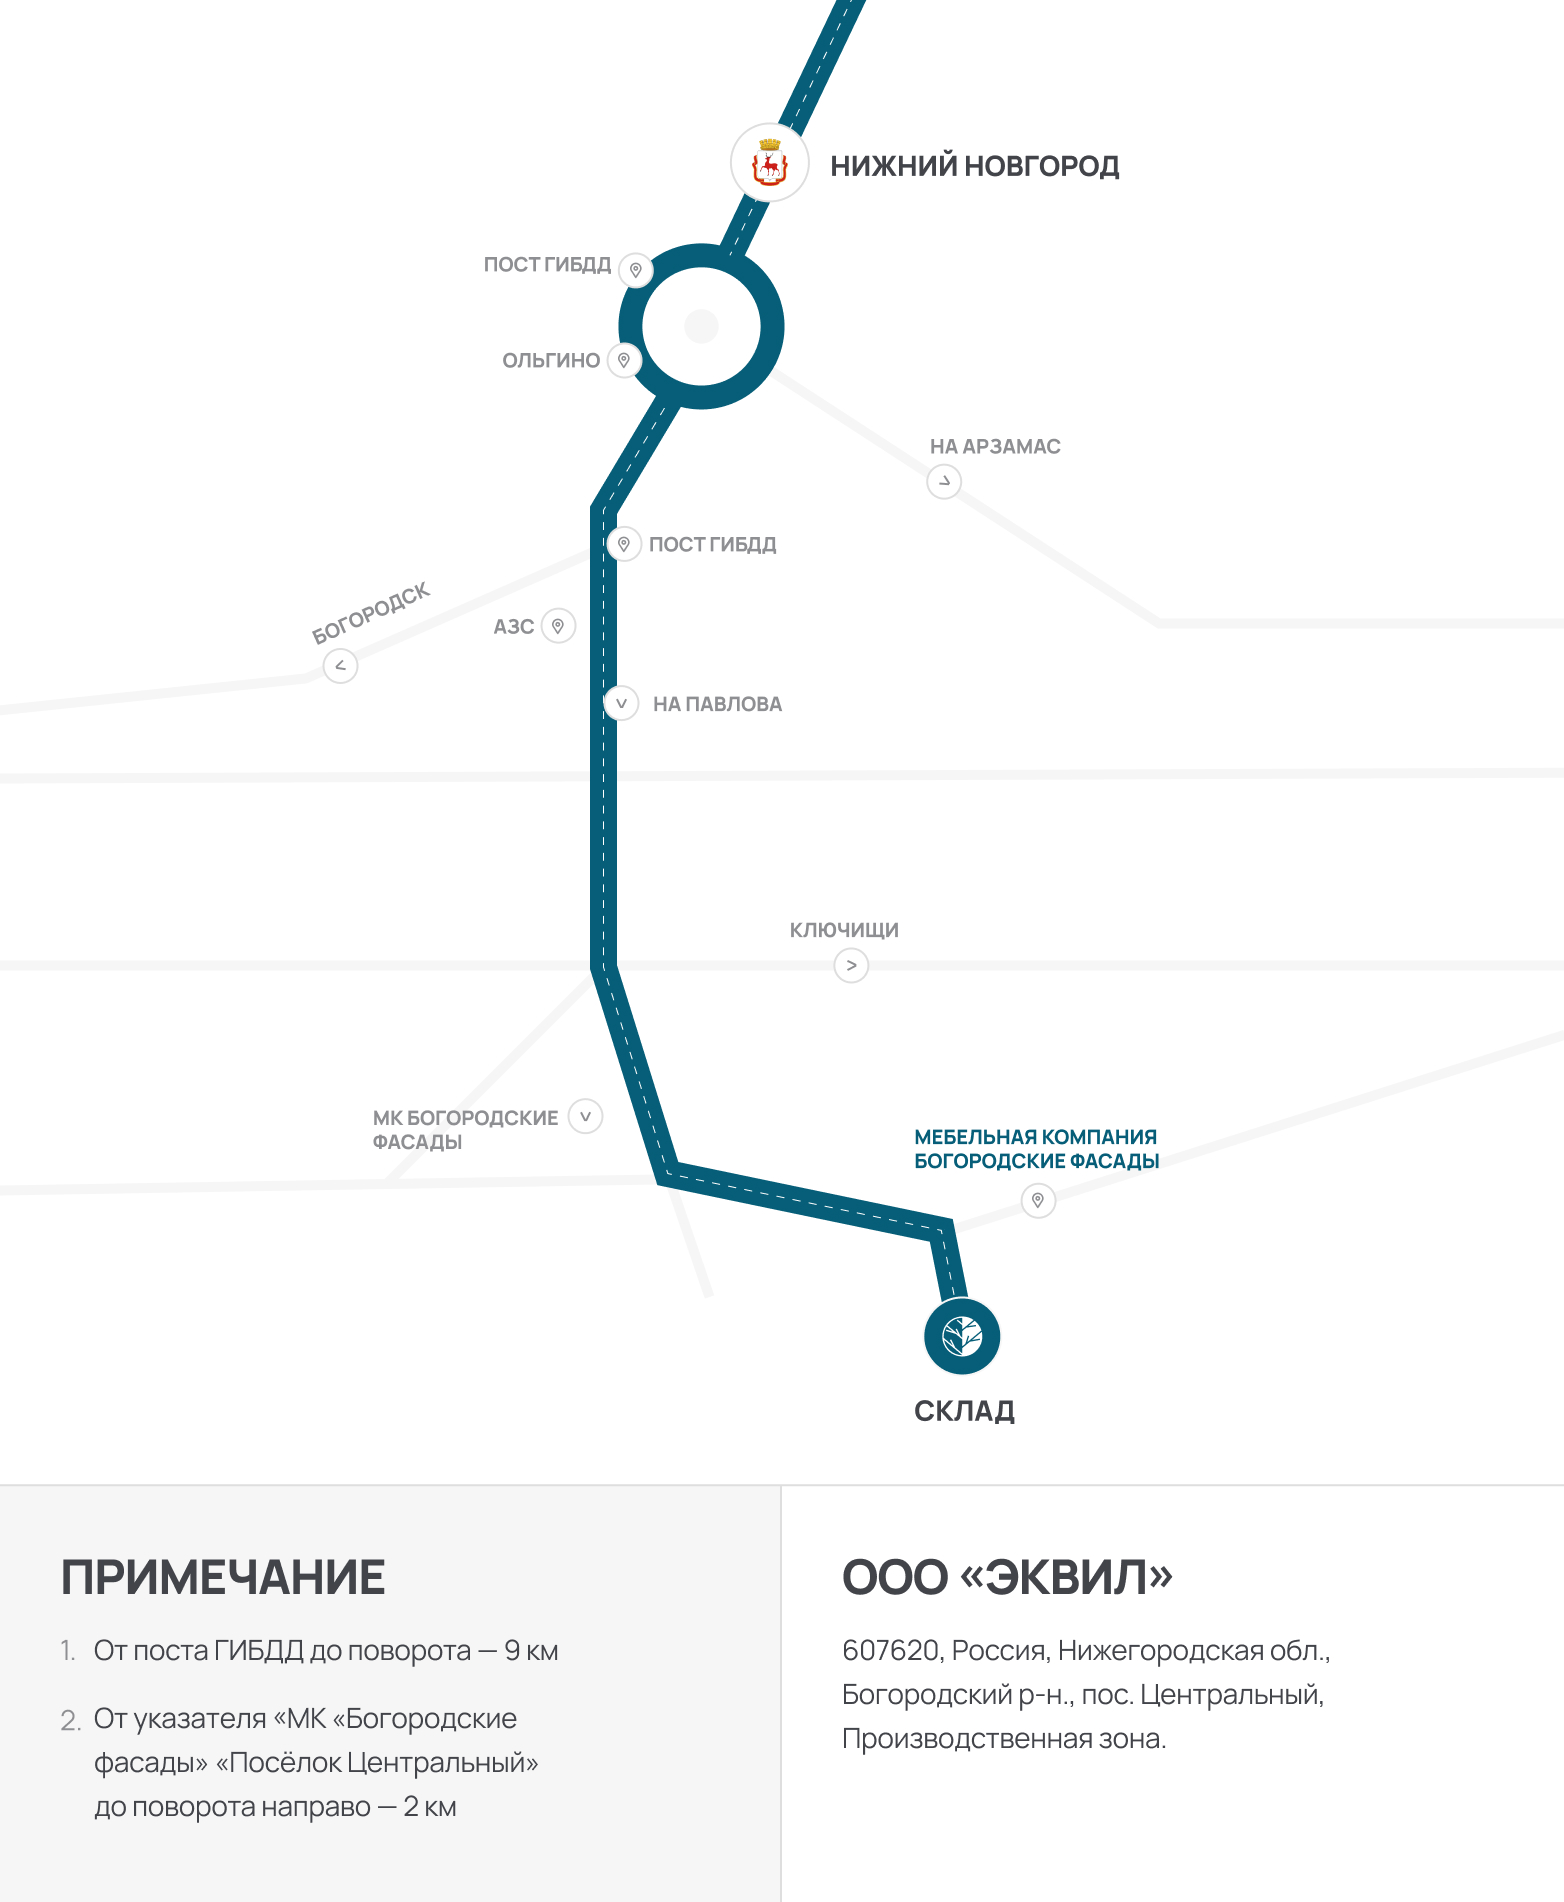 НИЖНИЙ НОВГОРОД
ПОСТ ГИБДД
ОЛЬГИНО
НА АРЗАМАС
ПОСТ ГИБДД
БОГОРОДСК
АЗС
НА ПАВЛОВА
КЛЮЧИЩИ
МК БОГОРОДСКИЕ
ФАСАДЫ
МЕБЕЛЬНАЯ КОМПАНИЯ
БОГОРОДСКИЕ ФАСАДЫ
СКЛАД
ПРИМЕЧАНИЕ
1. От поста ГИБДД до поворота — 9 км
2. От указателя «МК «Богородские
фасады» «Посёлок Центральный»
до поворота направо — 2 км
ООО «ЭКВИЛ»
607620, Россия, Нижегородская обл.,
Богородский р-н., пос. Центральный,
Производственная зона.